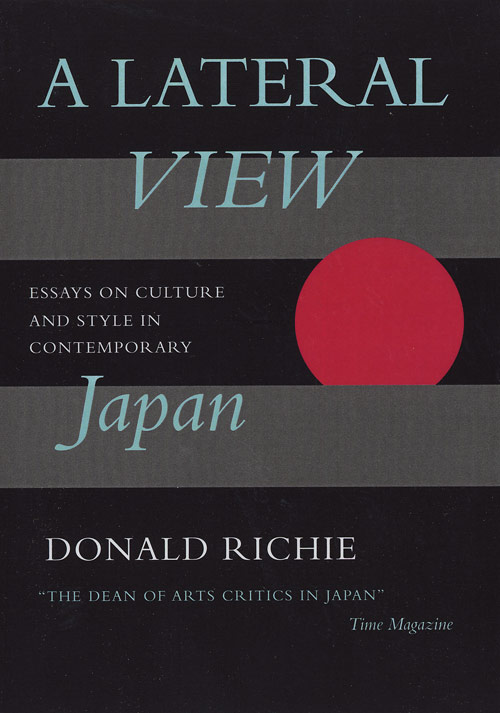 A LATERAL
VIEW
ESSAYS ON CULTURE
AND STYLE IN
CONTEMPORARY
Japan
DONALD RICHIE
“THE DEAN OF ARTS CRITICS IN JAPAN”
Time Magazine